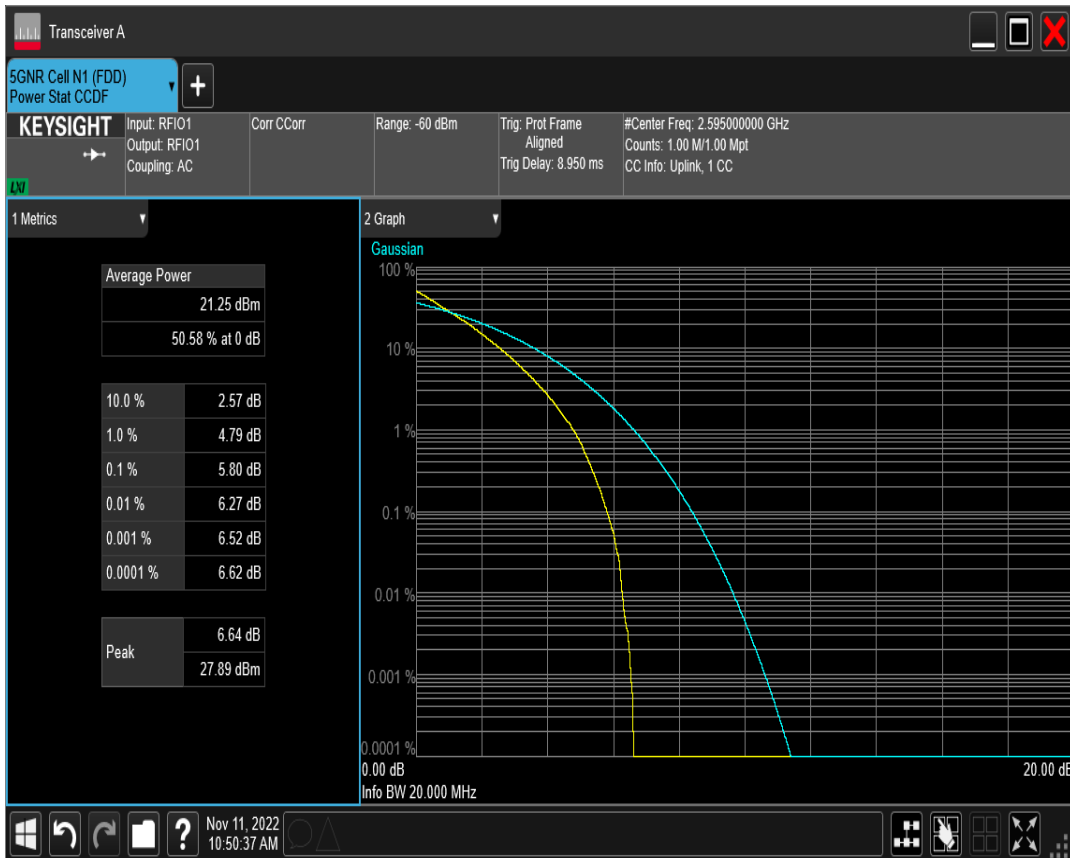 Transceiver A
5GNR Cell N1 (FDD)
Power Stat CCDF
+
KEYSIGHT
LXI
Input: RFIO1
Output: RFIO1
Coupling: AC
Corr CCorr
Range: -60 dBm
Trig: Prot Frame
Aligned
Trig Delay: 8.950 ms
#Center Freq: 2.595000000 GHz
Counts: 1.00 M/1.00 Mpt
CC Info: Uplink, 1 CC
1 Metrics
Average Power
21.25 dBm
50.58 % at 0 dB
10.0 % 2.57 dB
1.0 % 4.79 dB
0.1 % 5.80 dB
0.01 % 6.27 dB
0.001 % 6.52 dB
0.0001 % 6.62 dB
Peak
6.64 dB
27.89 dBm
2 Graph
Gaussian
100 %
10 %
1 %
0.1 %
0.01 %
0.001 %
0.0001 %
0.00 dB 20.00 dB
Info BW 20.000 MHz
?
Nov 11, 2022
10:50:37 AM